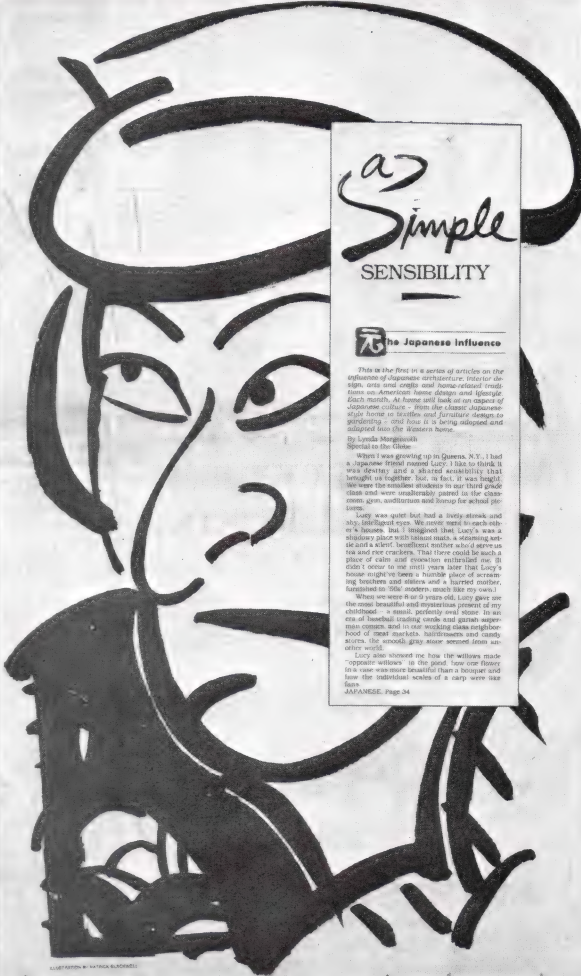 a
Simple
SENSIBILITY
The Japanese Influence
This is the first in a series of articles on the
influence of Japanese architecture, interior de-
sign, arts and crafts and home-related tradi-
tions on American home design and lifestyle.
Each month, At home will look at an aspect of
Japanese culture - from the classic Japanese-
style home to textiles and furniture design to
gardening - and how it is being adopted and
adapted into the Western home.
By Lynda Morgenroth
Special to the Globe
When I was growing up in Queens, N.Y., I had
a Japanese friend named Lucy. I like to think it
was destiny and a shared sensibility that
brought us together, but, in fact, it was height.
We were the smallest students in our third grade
class and were unalterably paired in the class-
room, gym, auditorium and lineup for school pic-
tures.
Lucy was quiet but had a lively streak and
shy, intelligent eyes. We never went to each oth-
er's houses, but I imagined that Lucy's was a
shadowy place with tatami mats, a steaming ket-
tle and a silent, benificent mother who'd serve us
tea and rice crackers. That there could be such a
place of calm and evocation enthralled me. (It
didn't occur to me until years later that Lucy's
house might've been a humble place of scream-
ing brothers and sisters and a harried mother,
furnished in '50s' modern, much like my own.)
When we were 8 or 9 years old, Lucy gave me
the most beautiful and mysterious present of my
childhood - a small, perfectly oval stone. In an
era of baseball trading cards and garish super-
man comics, and in our working class neighbor-
hood of meat markets, hairdressers and candy
stores, the smooth gray stone seemed from an-
other world.
Lucy also showed me how the willows made
"opposite willows" in the pond, how one flower
in a vase was more beautiful than a bouquet and
how the individual scales of a carp were four
fans.
JAPANESE, Page 34
ILLUSTRATION BY PATRICK BLACKWELL